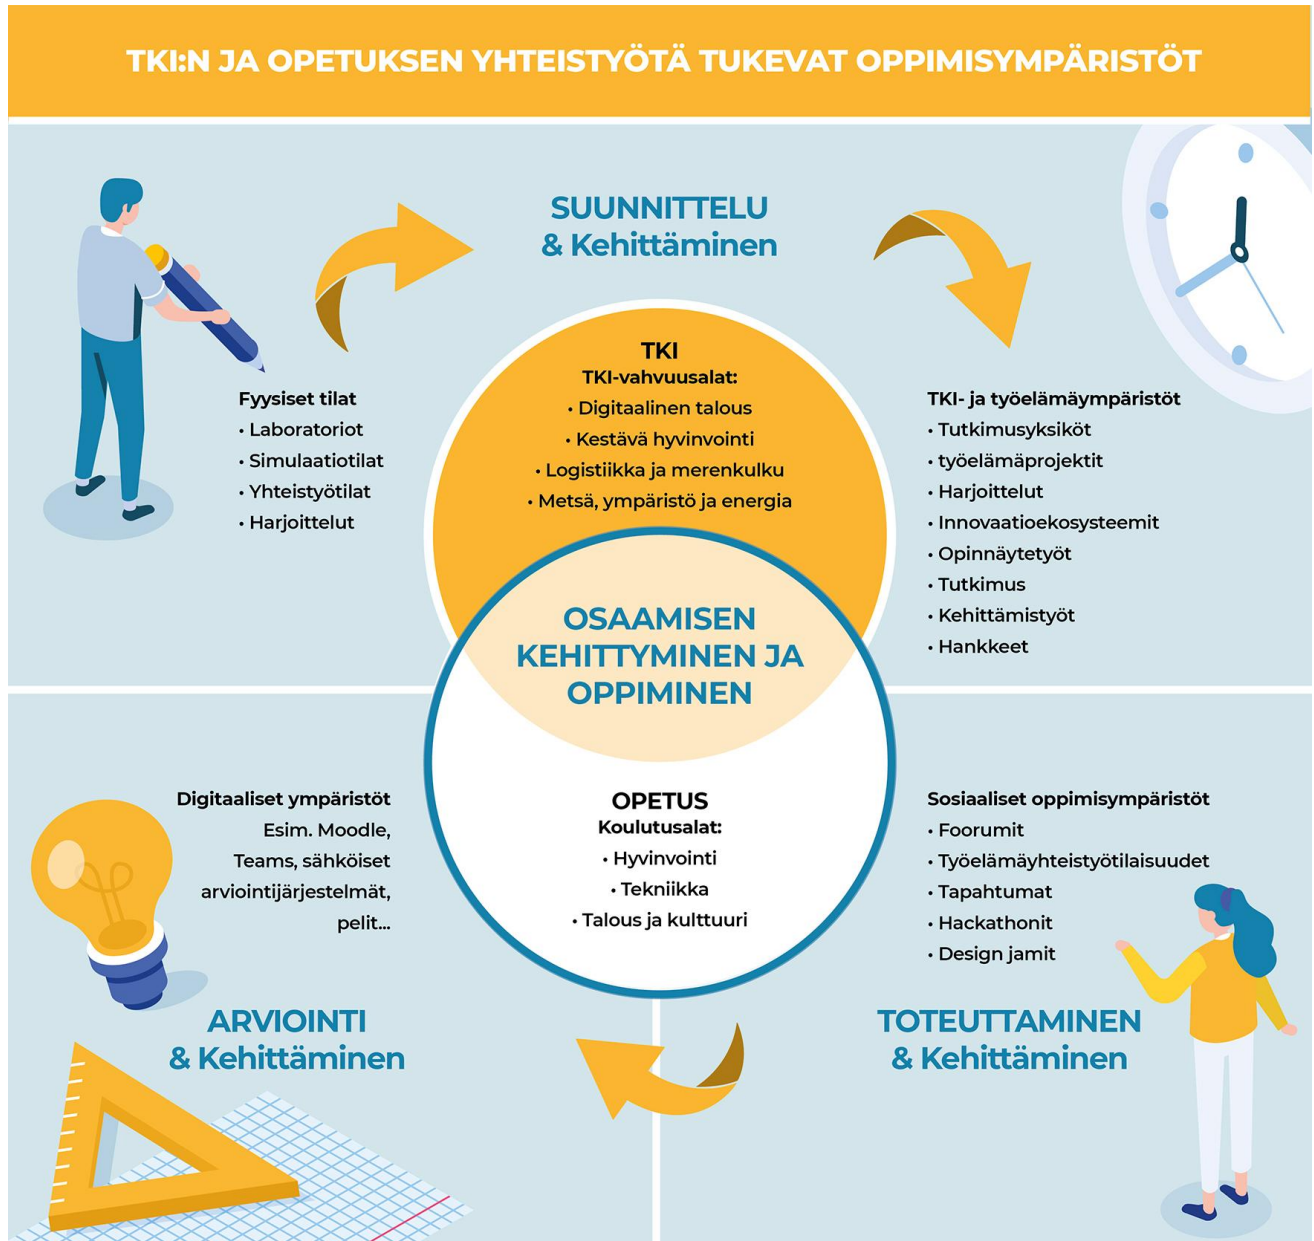 TKI:N JA OPETUKSEN YHTEISTYÖTÄ TUKEVAT OPPIMISYMPÄRISTÖT
SUUNNITTELU
& Kehittäminen
Fyysiset tilat
• Laboratoriot
• Simulaatiotilat
• Yhteistyötilat
• Harjoittelut
TKI
TKI-vahvuusalat:
• Digitaalinen talous
• Kestävä hyvinvointi
• Logistiikka ja merenkulku
• Metsä, ympäristö ja energia
TKI- ja työelämäympäristöt
• Tutkimusyksiköt
• työelämäprojektit
• Harjoittelut
• Innovaatioekosysteemit
• Opinnäytetyöt
• Tutkimus
• Kehittämistyöt
• Hankkeet
OSAAMISEN
KEHITTYMINEN JA
OPPIMINEN
Digitaaliset ympäristöt
Esim. Moodle,
Teams, sähköiset
arviointijärjestelmät,
pelit...
OPETUS
Koulutusalat:
• Hyvinvointi
• Tekniikka
• Talous ja kulttuuri
Sosiaaliset oppimisympäristöt
• Foorumit
• Työelämäyhteistyötilaisuudet
• Tapahtumat
• Hackathonit
• Design jamit
ARVIOINTI
& Kehittäminen
TOTEUTTAMINEN
& Kehittäminen